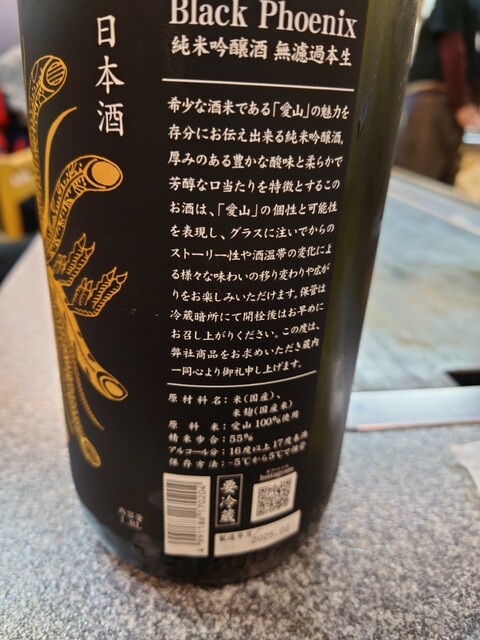 Black Phoenix
純米吟醸酒 無濾過本生
日本酒
希少な酒米である「愛山」の魅力を
存分にお伝え出来る純米吟醸酒。
厚みのある豊かな酸味と柔らかで
芳醇な口当たりを特徴とするこの
お酒は、「愛山」の個性と可能性
を表現し、グラスに注いでからの
ストーリー性や酒温帯の変化によ
る様々な味わいの移り変わりや広が
りをお楽しみいただけます。保管は
冷蔵暗所にて開栓後はお早めに
お召し上がりください。この度は、
弊社商品をお求めいただき蔵内
一同心より御礼申し上げます。
原材料名：米(国産)、
米麹(国産米)
原料米：愛山100%使用
精米歩合：55%
アルコール分：16度以上17度未満
保存方法：-5℃から5℃で保管
要冷蔵
Instagram
内容量
1.8L
4991186170204
製造年月
2025.02